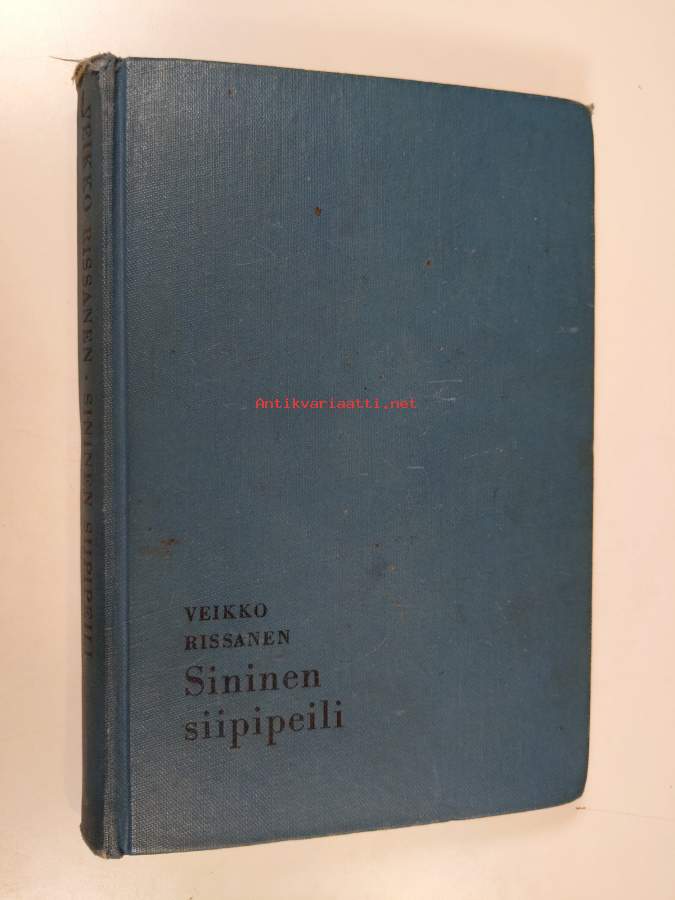 VEIKKO RISSANEN · SININEN SIIPIPEILI
Antikvariaatti.net
VEIKKO
RISSANEN
Sininen
siipipeili